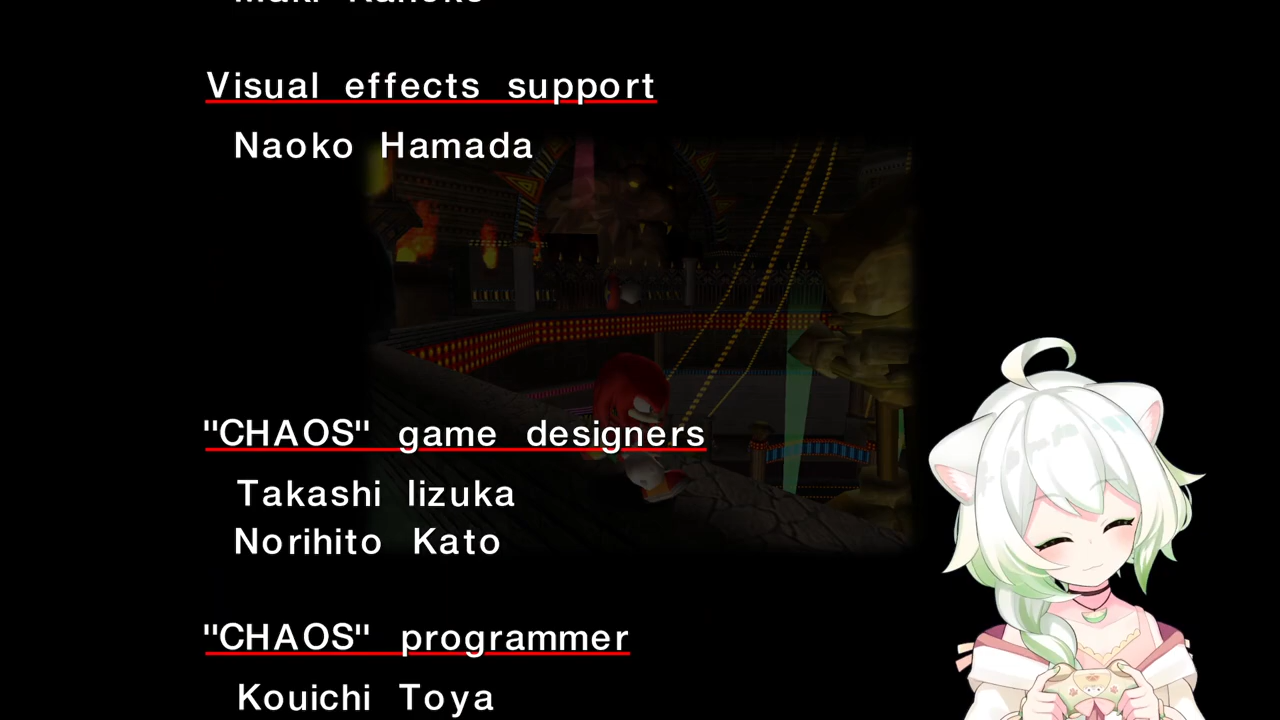 Visual effects support
Naoko Hamada
"CHAOS" game designers
Takashi Iizuka
Norihito Kato
"CHAOS" programmer
Kouichi Toya